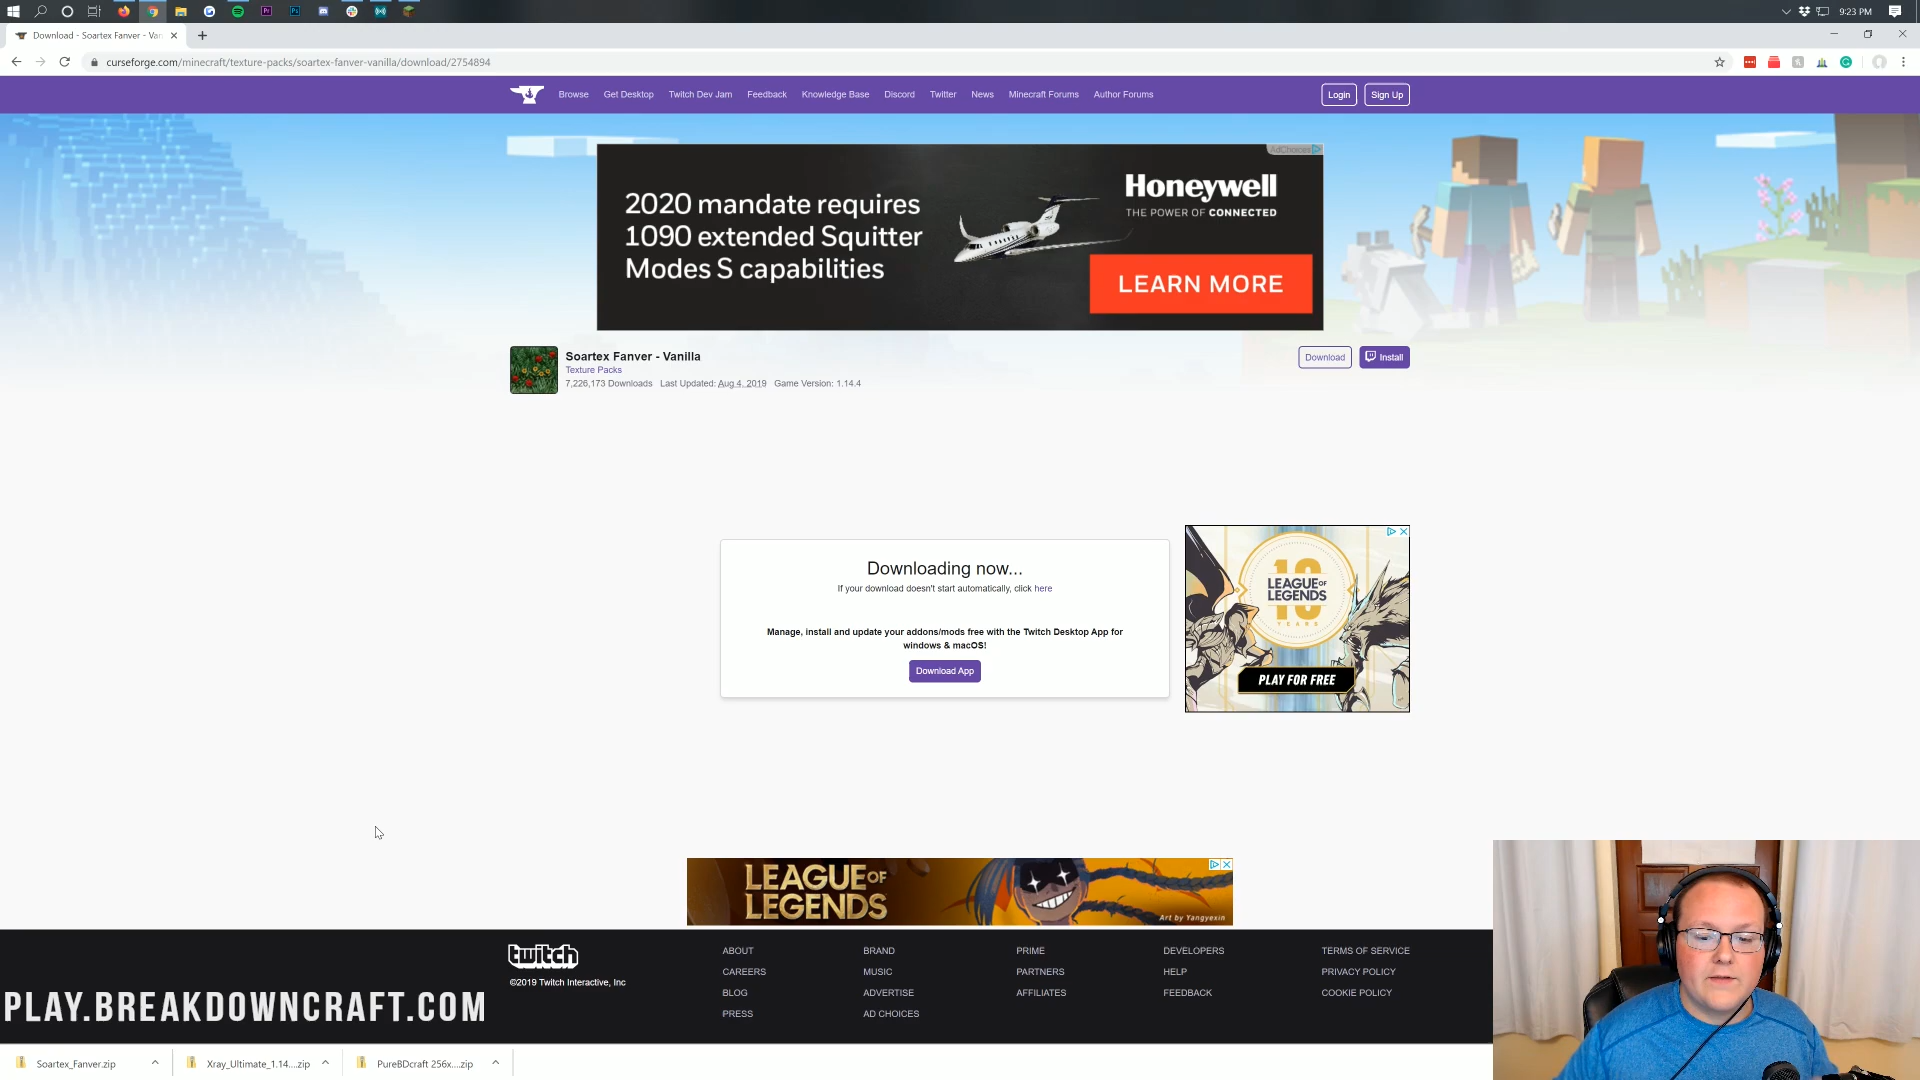 9:23 PM
Download - Soartex Fanver - Van
curseforge.com/minecraft/texture-packs/soartex-fanver-vanilla/download/2754894
Browse Get Desktop Twitch Dev Jam Feedback Knowledge Base Discord Twitter News Minecraft Forums Author Forums Login Sign Up
AdChoices
2020 mandate requires
1090 extended Squitter
Modes S capabilities
Honeywell
THE POWER OF CONNECTED
LEARN MORE
Soartex Fanver - Vanilla
Texture Packs
7,226,173 Downloads Last Updated: Aug 4, 2019 Game Version: 1.14.4
Download Install
Downloading now...
If your download doesn't start automatically, click here
Manage, install and update your addons/mods free with the Twitch Desktop App for
windows & macOS!
Download App
10
LEAGUE OF
LEGENDS
YEARS
PLAY FOR FREE
LEAGUE OF
LEGENDS
Art by Yangyexin
twitch
©2019 Twitch Interactive, Inc
ABOUT BRAND PRIME DEVELOPERS TERMS OF SERVICE
CAREERS MUSIC PARTNERS HELP PRIVACY POLICY
BLOG ADVERTISE AFFILIATES FEEDBACK COOKIE POLICY
PRESS AD CHOICES
PLAY.BREAKDOWNCRAFT.COM
Soartex_Fanver.zip Xray_Ultimate_1.14....zip PureBDcraft 256x....zip